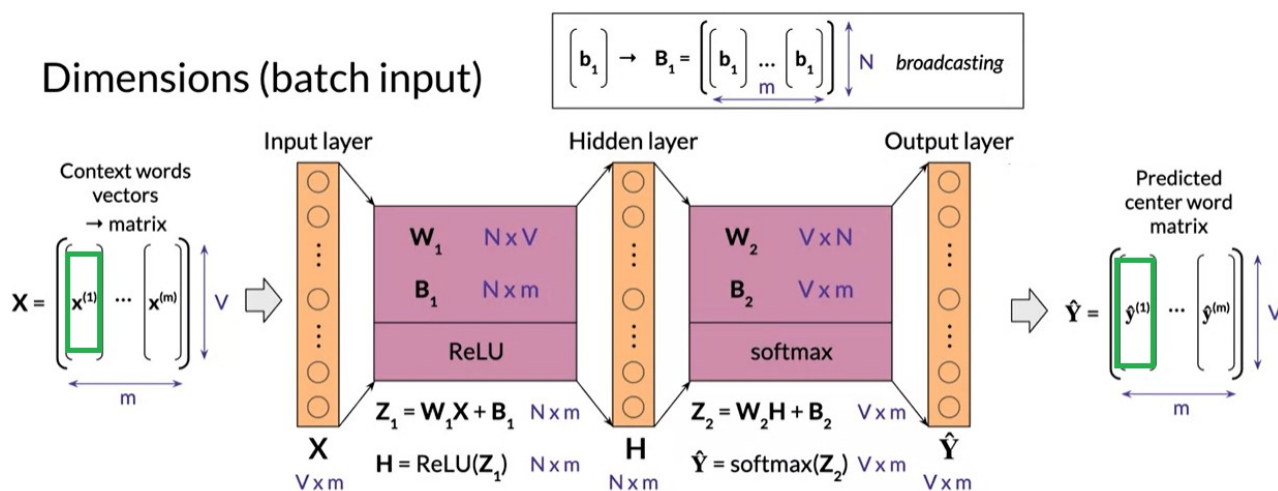 Dimensions (batch input)
b₁ → B₁ = b₁ ... b₁ N broadcasting
m
Input layer
Hidden layer
Output layer
Context words
vectors
→ matrix
X = x⁽¹⁾ ... x⁽ᵐ⁾ V
m
W₁ N x V
B₁ N x m
ReLU
Z₁ = W₁X + B₁ N x m
H = ReLU(Z₁) N x m
X
V x m
W₂ V x N
B₂ V x m
softmax
Z₂ = W₂H + B₂ V x m
Ŷ = softmax(Z₂) V x m
H
N x m
Ŷ
V x m
Predicted
center word
matrix
Ŷ = ŷ⁽¹⁾ ... ŷ⁽ᵐ⁾ V
m